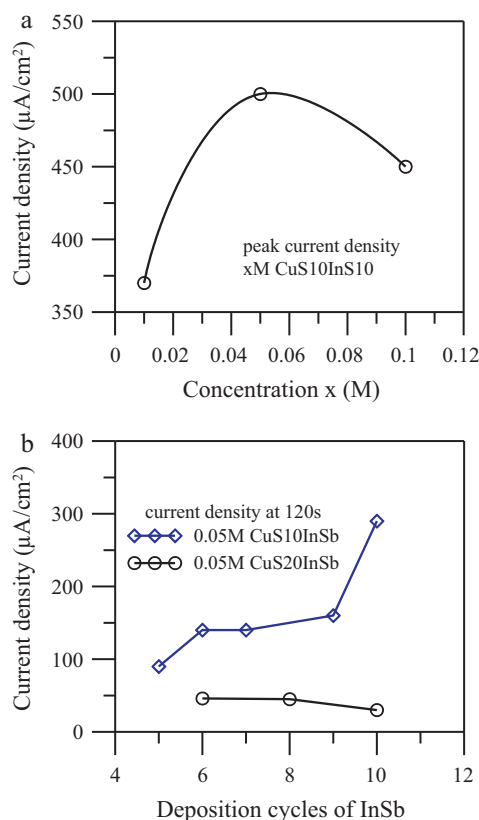 a
550
500
450
400
350
Current density (μA/cm²)
peak current density
xM CuS10InS10
0
0.02
0.04
0.06
0.08
0.1
0.12
Concentration x (M)
b
400
300
200
100
0
Current density (μA/cm²)
current density at 120s
0.05M CuS10InSb
0.05M CuS20InSb
4
6
8
10
12
Deposition cycles of InSb